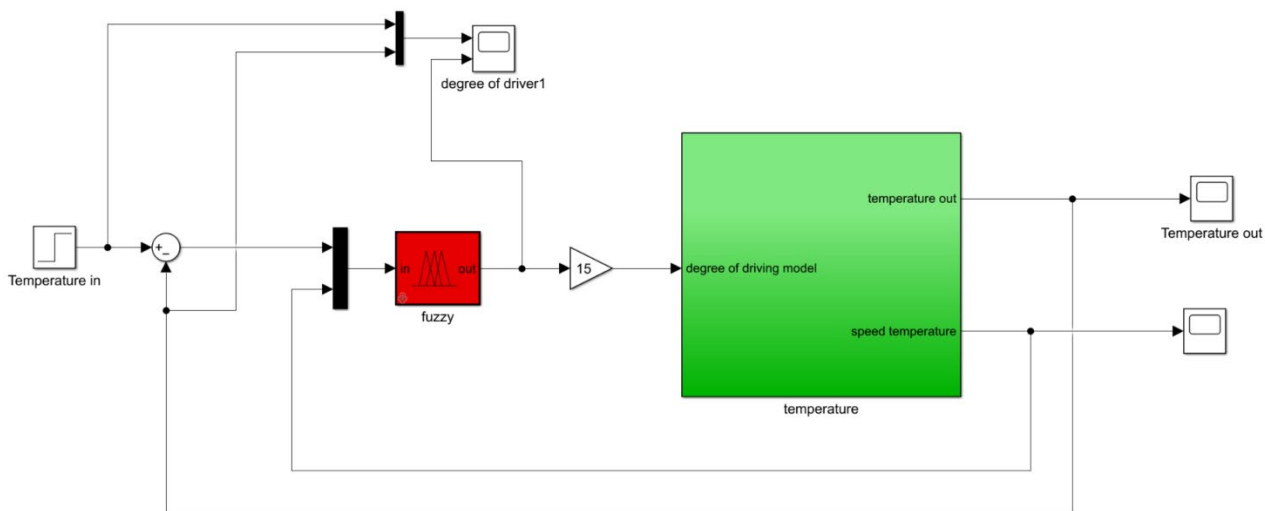 degree of driver1
temperature out
Temperature out
+
−
Temperature in
in
out
15
degree of driving model
fuzzy
speed temperature
temperature